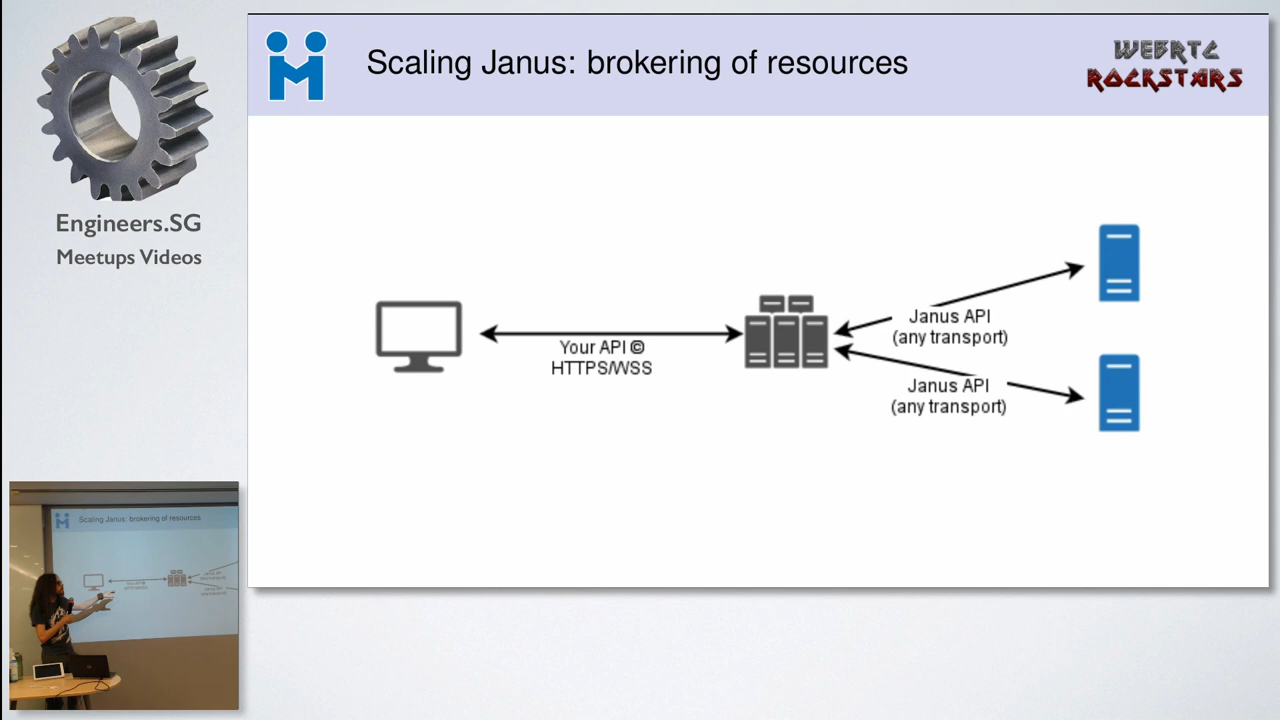 Scaling Janus: brokering of resources
WEBRTC
ROCKSTARS
Engineers.SG
Meetups Videos
Your API ©
HTTPS/WSS
Janus API
(any transport)
Janus API
(any transport)
Scaling Janus: brokering of resources